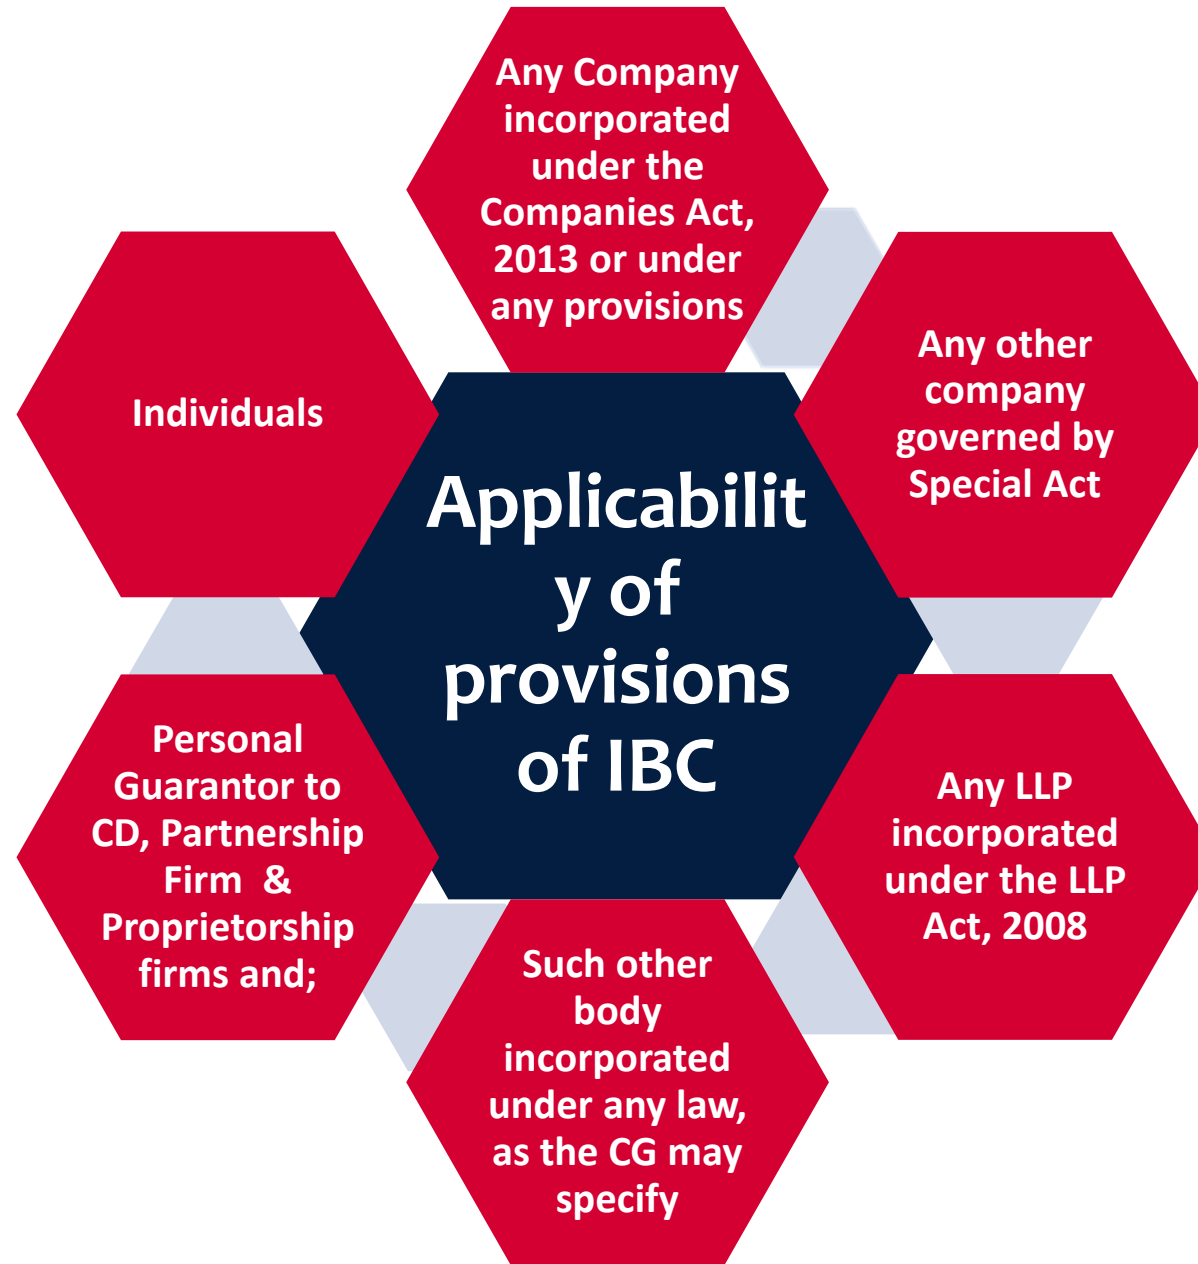 Any Company
incorporated
under the
Companies Act,
2013 or under
any provisions
Any other
company
governed by
Special Act
Any LLP
incorporated
under the LLP
Act, 2008
Such other
body
incorporated
under any law,
as the CG may
specify
Personal
Guarantor to
CD, Partnership
Firm &
Proprietorship
firms and;
Individuals
Applicabilit
y of
provisions
of IBC